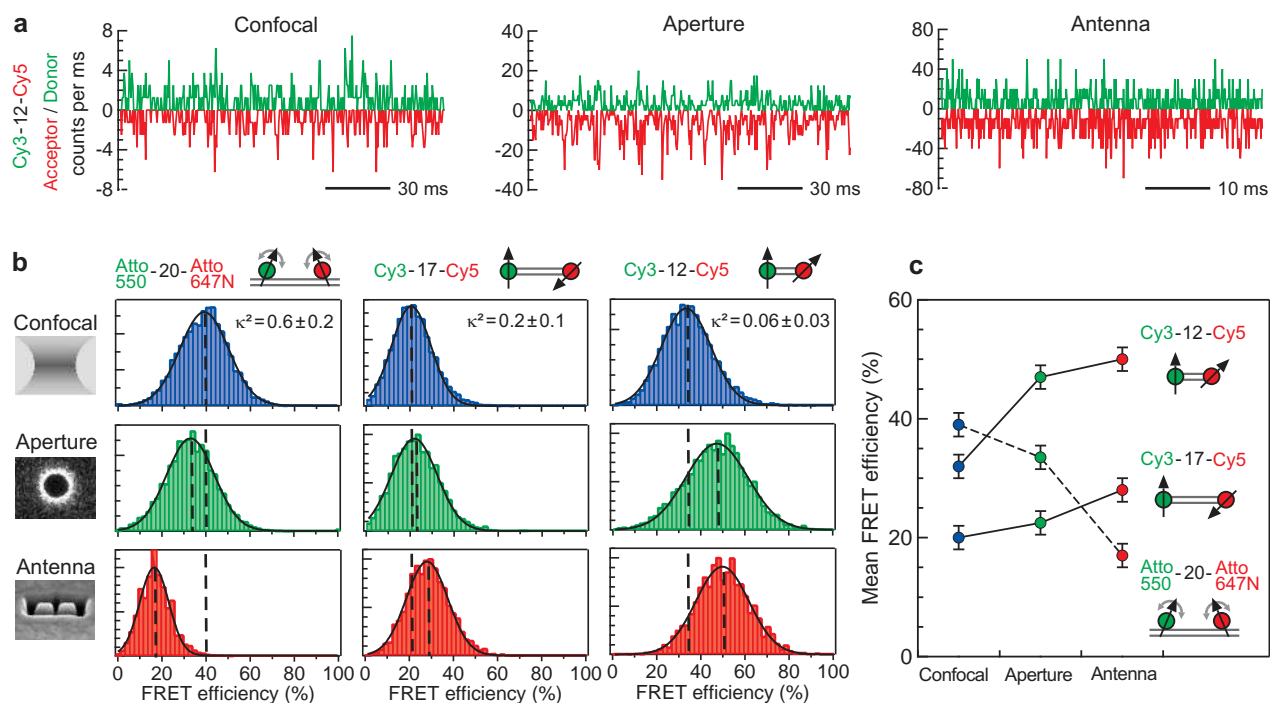 a
Confocal
Aperture
Antenna
Cy3-12-Cy5
Acceptor / Donor
counts per ms
8
4
0
-4
-8
30 ms
40
20
0
-20
-40
30 ms
80
40
0
-40
-80
10 ms
b
Atto 550 -20- Atto 647N
Cy3-17-Cy5
Cy3-12-Cy5
Confocal
κ²=0.6±0.2
κ²=0.2±0.1
κ²=0.06±0.03
Aperture
Antenna
0 20 40 60 80 100
0 20 40 60 80 100
0 20 40 60 80 100
FRET efficiency (%)
FRET efficiency (%)
FRET efficiency (%)
c
Mean FRET efficiency (%)
60
40
20
0
Cy3-12-Cy5
Cy3-17-Cy5
Atto 550 -20- Atto 647N
Confocal
Aperture
Antenna